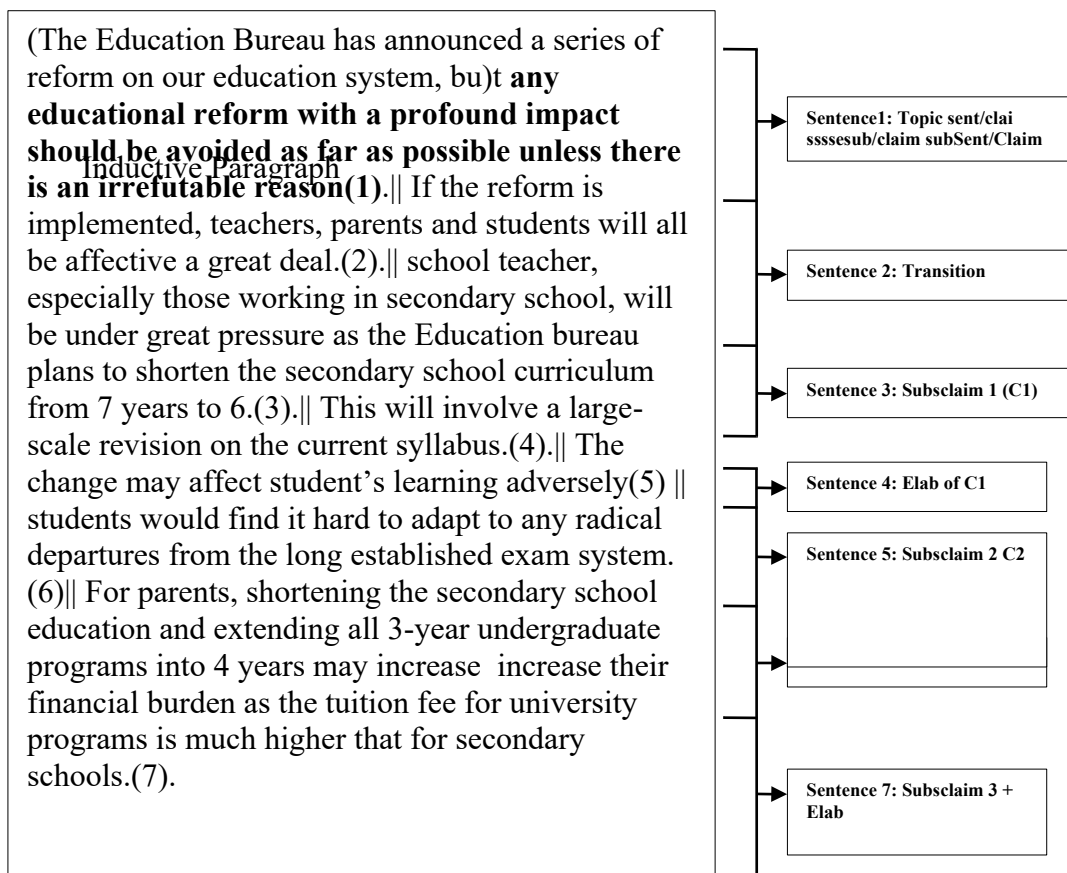 (The Education Bureau has announced a series of
reform on our education system, bu)t any
educational reform with a profound impact
should be avoided as far as possible unless there
Inductive Paragraph
is an irrefutable reason(1).|| If the reform is
implemented, teachers, parents and students will all
be affective a great deal.(2).|| school teacher,
especially those working in secondary school, will
be under great pressure as the Education bureau
plans to shorten the secondary school curriculum
from 7 years to 6.(3).|| This will involve a large-
scale revision on the current syllabus.(4).|| The
change may affect student’s learning adversely(5) ||
students would find it hard to adapt to any radical
departures from the long established exam system.
(6)|| For parents, shortening the secondary school
education and extending all 3-year undergraduate
programs into 4 years may increase  increase their
financial burden as the tuition fee for university
programs is much higher that for secondary
schools.(7).
Sentence1: Topic sent/clai
ssssesub/claim subSent/Claim
Sentence 2: Transition
Sentence 3: Subsclaim 1 (C1)
Sentence 4: Elab of C1
Sentence 5: Subsclaim 2 C2
Sentence 7: Subsclaim 3 +
Elab